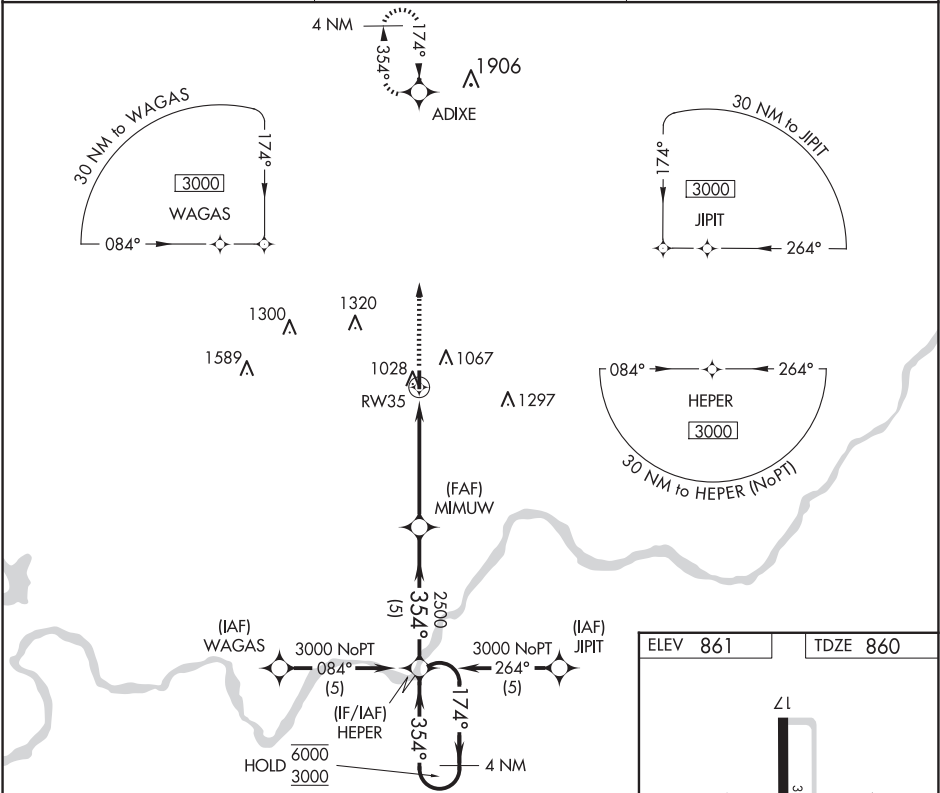 4 NM
174°
354°
1906
ADIXE
30 NM to WAGAS
174°
3000
WAGAS
084°
30 NM to JIPIT
174°
3000
JIPIT
264°
1300
1320
1589
1028
1067
RW35
1297
084°
264°
HEPER
3000
30 NM to HEPER (NoPT)
(FAF)
MIMUW
2500
354°
(5)
(IAF)
WAGAS
3000 NoPT
084°
(5)
(IAF)
JIPIT
3000 NoPT
264°
(5)
(IF/IAF)
HEPER
354°
174°
HOLD
6000
3000
4 NM
ELEV 861
TDZE 860
17
3